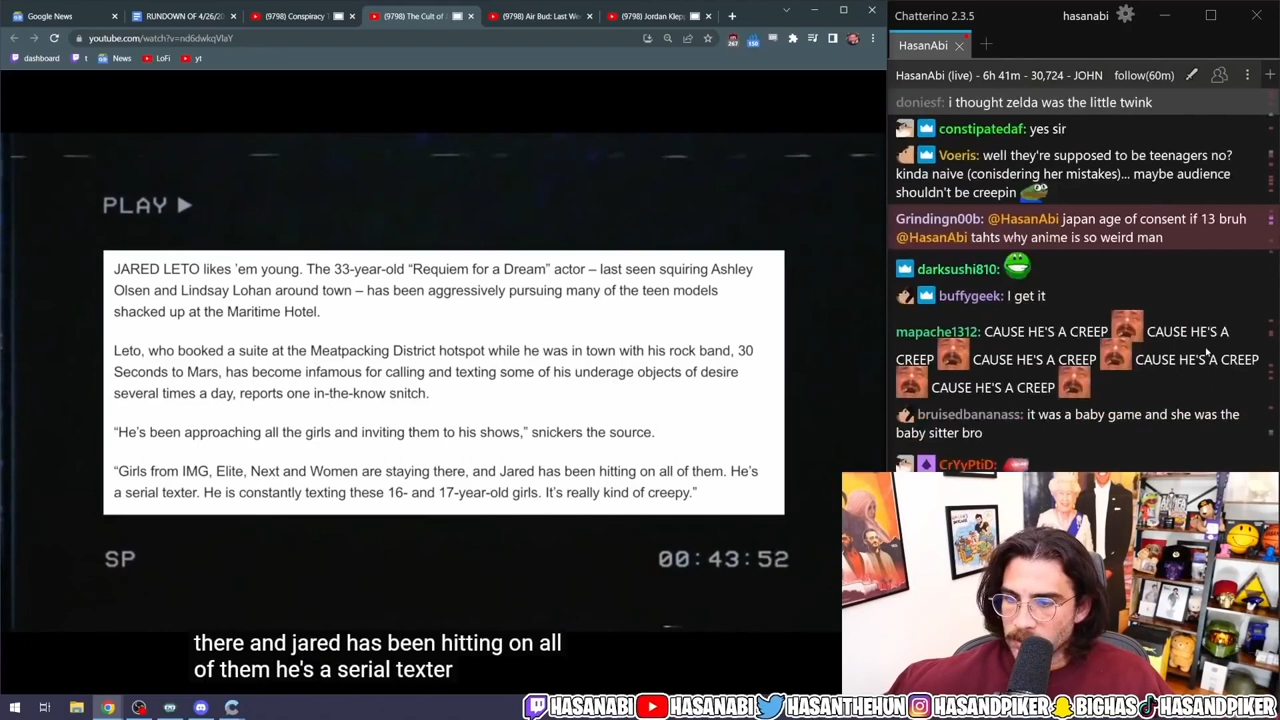 Google News
RUNDOWN OF 4/26/20
(9798) Conspiracy
(9798) The Cult of
(9798) Air Bud: Last We
(9798) Jordan Klep
youtube.com/watch?v=nd6dwkqVlaY
267
150
dashboard
t
News
LoFi
yt
PLAY
JARED LETO likes 'em young. The 33-year-old “Requiem for a Dream” actor – last seen squiring Ashley
Olsen and Lindsay Lohan around town – has been aggressively pursuing many of the teen models
shacked up at the Maritime Hotel.
Leto, who booked a suite at the Meatpacking District hotspot while he was in town with his rock band, 30
Seconds to Mars, has become infamous for calling and texting some of his underage objects of desire
several times a day, reports one in-the-know snitch.
“He’s been approaching all the girls and inviting them to his shows,” snickers the source.
“Girls from IMG, Elite, Next and Women are staying there, and Jared has been hitting on all of them. He’s
a serial texter. He is constantly texting these 16- and 17-year-old girls. It’s really kind of creepy.”
SP
00:43:52
there and jared has been hitting on all
of them he's a serial texter
Chatterino 2.3.5
hasanabi
HasanAbi
HasanAbi (live) - 6h 41m - 30,724 - JOHN
follow(60m)
doniesf: i thought zelda was the little twink
constipatedaf: yes sir
Voeris: well they're supposed to be teenagers no?
kinda naive (conisdering her mistakes)... maybe audience
shouldn't be creepin
Grindingn00b: @HasanAbi japan age of consent if 13 bruh
@HasanAbi tahts why anime is so weird man
darksushi810:
buffygeek: I get it
mapache1312: CAUSE HE'S A CREEP CAUSE HE'S A
CREEP CAUSE HE'S A CREEP CAUSE HE'S A CREEP
CAUSE HE'S A CREEP
bruisedbananass: it was a baby game and she was the
baby sitter bro
CrYyPtiD:
HASANABI HASANABI HASANTHEHUN HASANDPIKER BIGHAS HASANDPIKER